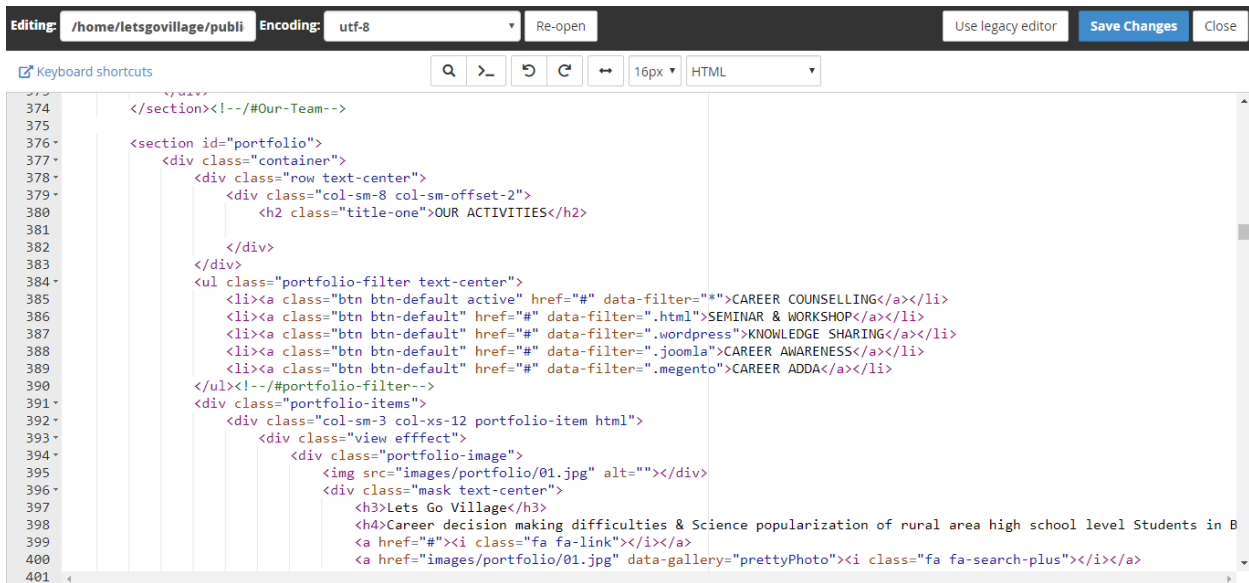 Editing: /home/letsgovillage/publi Encoding: utf-8 Re-open Use legacy editor Save Changes Close
Keyboard shortcuts 16px HTML
373 </div>
374 </section><!--/#Our-Team-->
375
376 <section id="portfolio">
377 <div class="container">
378 <div class="row text-center">
379 <div class="col-sm-8 col-sm-offset-2">
380 <h2 class="title-one">OUR ACTIVITIES</h2>
381
382 </div>
383 </div>
384 <ul class="portfolio-filter text-center">
385 <li><a class="btn btn-default active" href="#" data-filter="*">CAREER COUNSELLING</a></li>
386 <li><a class="btn btn-default" href="#" data-filter=".html">SEMINAR & WORKSHOP</a></li>
387 <li><a class="btn btn-default" href="#" data-filter=".wordpress">KNOWLEDGE SHARING</a></li>
388 <li><a class="btn btn-default" href="#" data-filter=".joomla">CAREER AWARENESS</a></li>
389 <li><a class="btn btn-default" href="#" data-filter=".megento">CAREER ADDA</a></li>
390 </ul><!--/#portfolio-filter-->
391 <div class="portfolio-items">
392 <div class="col-sm-3 col-xs-12 portfolio-item html">
393 <div class="view efffect">
394 <div class="portfolio-image">
395 <img src="images/portfolio/01.jpg" alt=""></div>
396 <div class="mask text-center">
397 <h3>Lets Go Village</h3>
398 <h4>Career decision making difficulties & Science popularization of rural area high school level Students in B
399 <a href="#"><i class="fa fa-link"></i></a>
400 <a href="images/portfolio/01.jpg" data-gallery="prettyPhoto"><i class="fa fa-search-plus"></i></a>
401